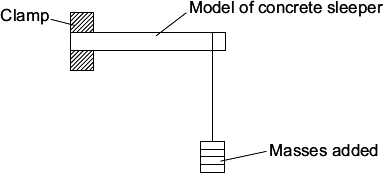 Model of concrete sleeper
Clamp
Masses added